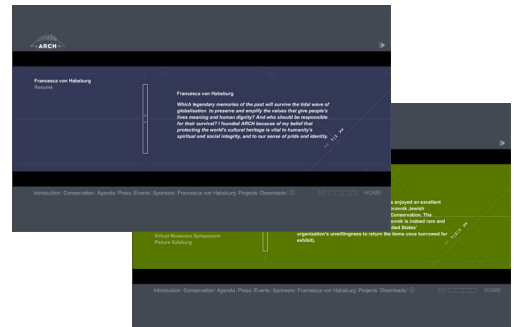 ARCH
Francesca von Habsburg
Resumé
Francesca von Habsburg
Which legendary memories of the past will survive the tidal wave of
globalisation to preserve and amplify the values that give people's
lives meaning and human dignity? And who should be responsible
for their survival? I founded ARCH because of my belief that
protecting the world's cultural heritage is vital to humanity's
spiritual and social integrity, and to our sense of pride and identity.
Introduction Conservation Agenda Press Events Sponsors Francesca von Habsburg Projects Downloads
HOME
s enjoyed an excellent
brovnik Jewish
Conservation. The
ovnik is indeed rare and
ited States'
organization's unwillingness to return the items once borrowed for
exhibit).
Virtual Museums Symposium
Picture Salzburg
Introduction Conservation Agenda Press Events Sponsors Francesca von Habsburg Projects Downloads
HOME